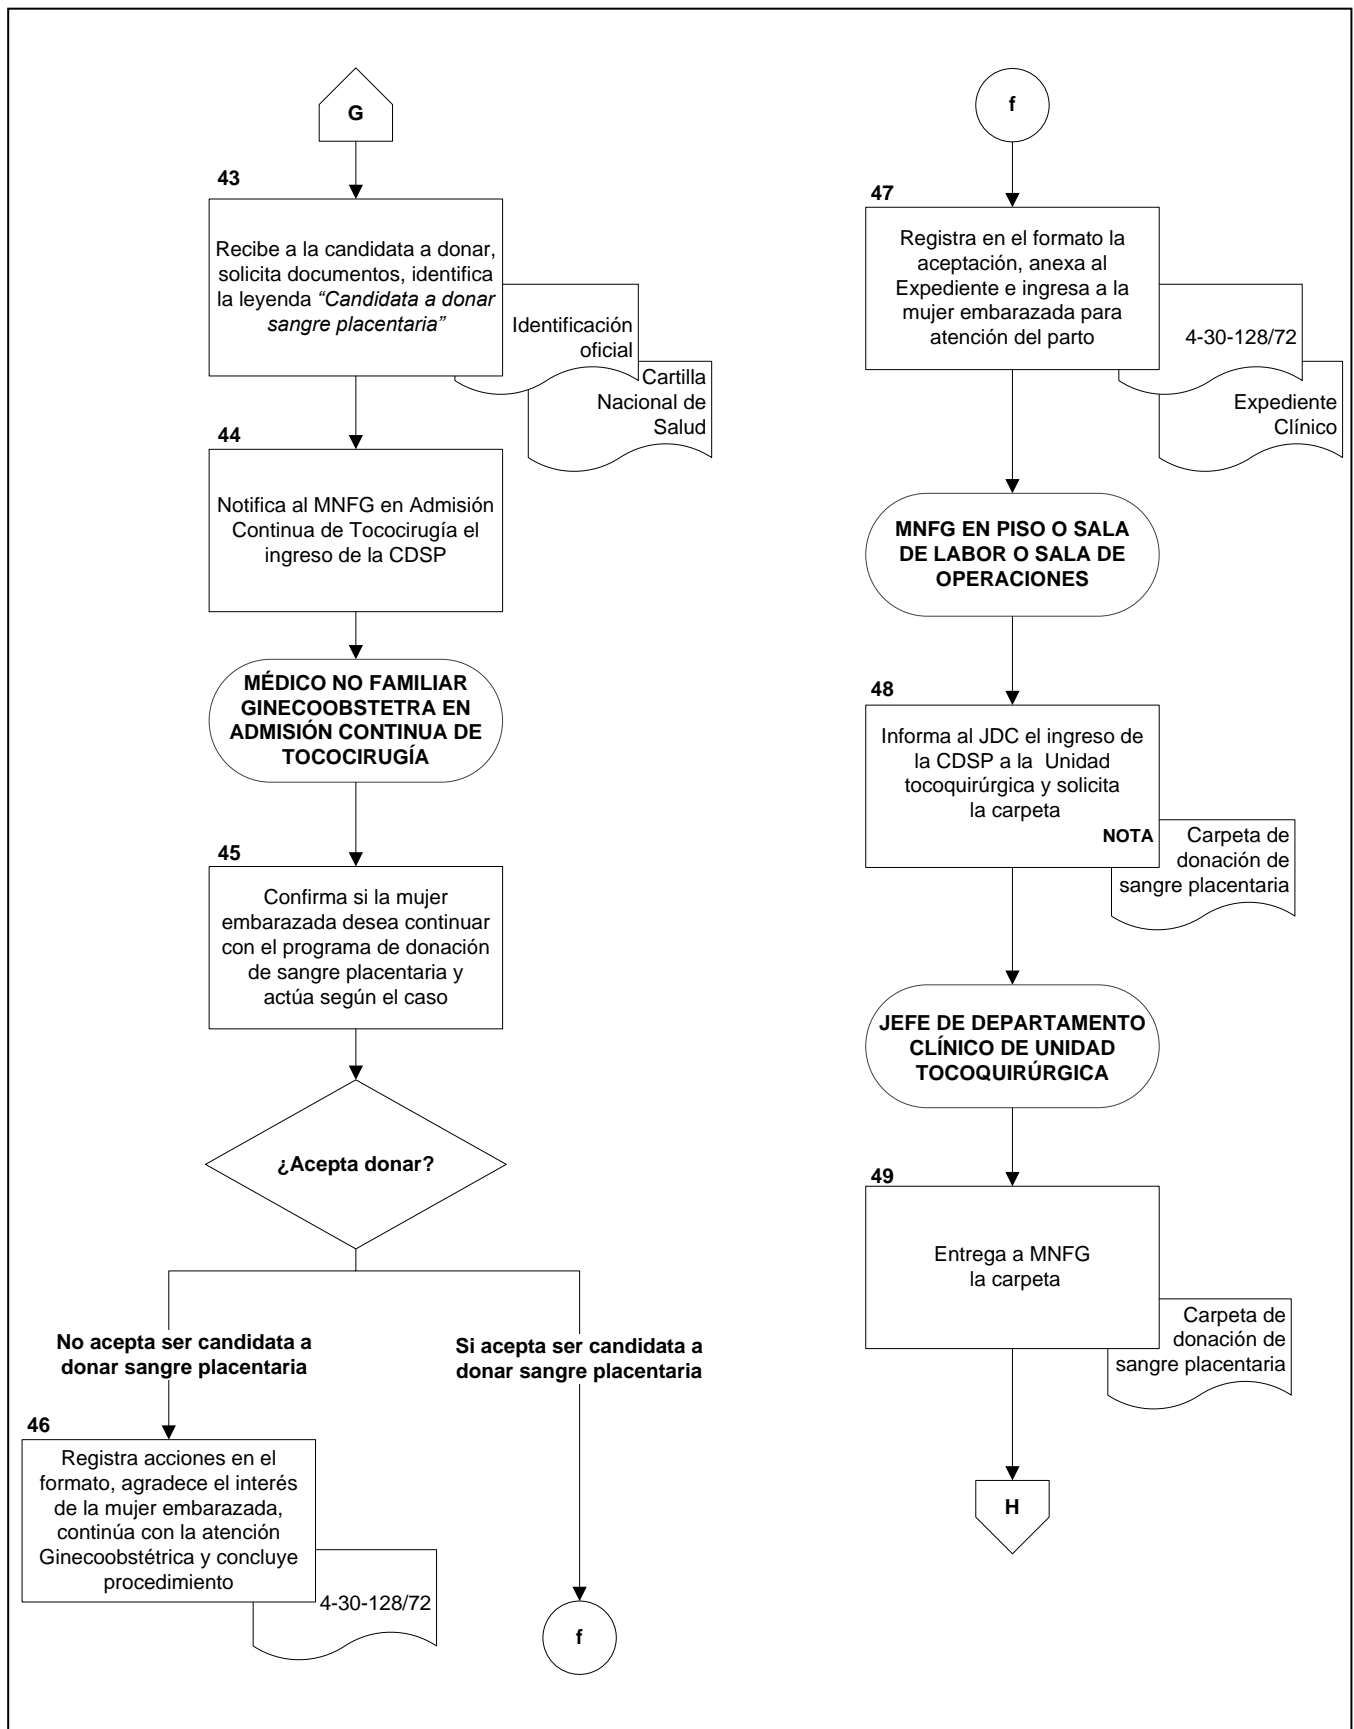 G
43
Recibe a la candidata a donar,
solicita documentos, identifica
la leyenda “Candidata a donar
sangre placentaria”
Identificación
oficial
Cartilla
Nacional de
Salud
44
Notifica al MNFG en Admisión
Continua de Tococirugía el
ingreso de la CDSP
MÉDICO NO FAMILIAR
GINECOOBSTETRA EN
ADMISIÓN CONTINUA DE
TOCOCIRUGÍA
45
Confirma si la mujer
embarazada desea continuar
con el programa de donación
de sangre placentaria y
actúa según el caso
¿Acepta donar?
No acepta ser candidata a
donar sangre placentaria
Si acepta ser candidata a
donar sangre placentaria
46
Registra acciones en el
formato, agradece el interés
de la mujer embarazada,
continúa con la atención
Ginecoobstétrica y concluye
procedimiento
4-30-128/72
f
f
47
Registra en el formato la
aceptación, anexa al
Expediente e ingresa a la
mujer embarazada para
atención del parto
4-30-128/72
Expediente
Clínico
MNFG EN PISO O SALA
DE LABOR O SALA DE
OPERACIONES
48
Informa al JDC el ingreso de
la CDSP a la Unidad
tocoquirúrgica y solicita
la carpeta
NOTA
Carpeta de
donación de
sangre placentaria
JEFE DE DEPARTAMENTO
CLÍNICO DE UNIDAD
TOCOQUIRÚRGICA
49
Entrega a MNFG
la carpeta
Carpeta de
donación de
sangre placentaria
H